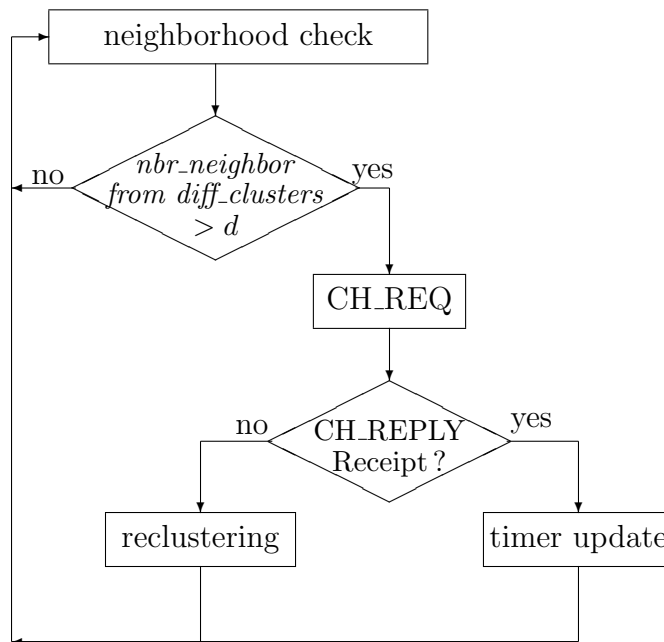 neighborhood check
no
nbr_neighbor
from diff_clusters
> d
yes
CH_REQ
no
CH_REPLY
Receipt ?
yes
reclustering
timer update